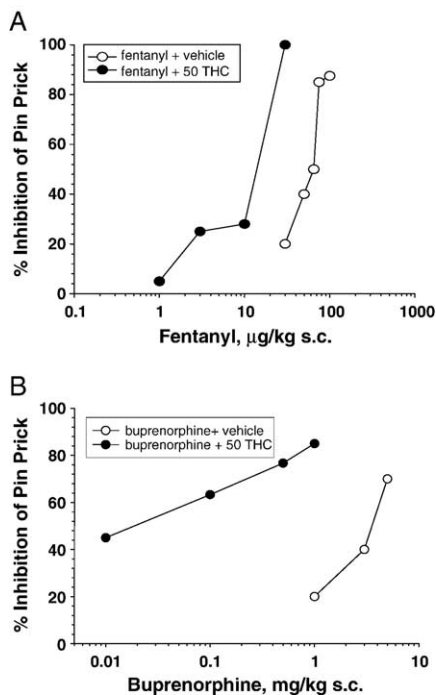 A
fentanyl + vehicle
fentanyl + 50 THC
% Inhibition of Pin Prick
100
80
60
40
20
0
0.1 1 10 100 1000
Fentanyl, μg/kg s.c.
B
buprenorphine+ vehicle
buprenorphine + 50 THC
% Inhibition of Pin Prick
100
80
60
40
20
0
0.01 0.1 1 10
Buprenorphine, mg/kg s.c.